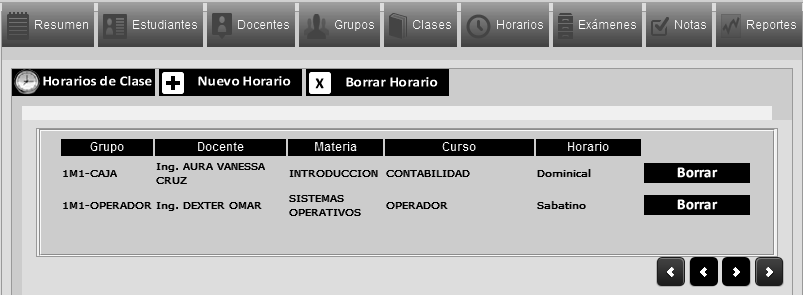 Resumen Estudiantes Docentes Grupos Clases Horarios Exámenes Notas Reportes
Horarios de Clase Nuevo Horario Borrar Horario
Grupo Docente Materia Curso Horario
1M1-CAJA Ing. AURA VANESSA CRUZ INTRODUCCION CONTABILIDAD Dominical Borrar
1M1-OPERADOR Ing. DEXTER OMAR SISTEMAS OPERATIVOS OPERADOR Sabatino Borrar